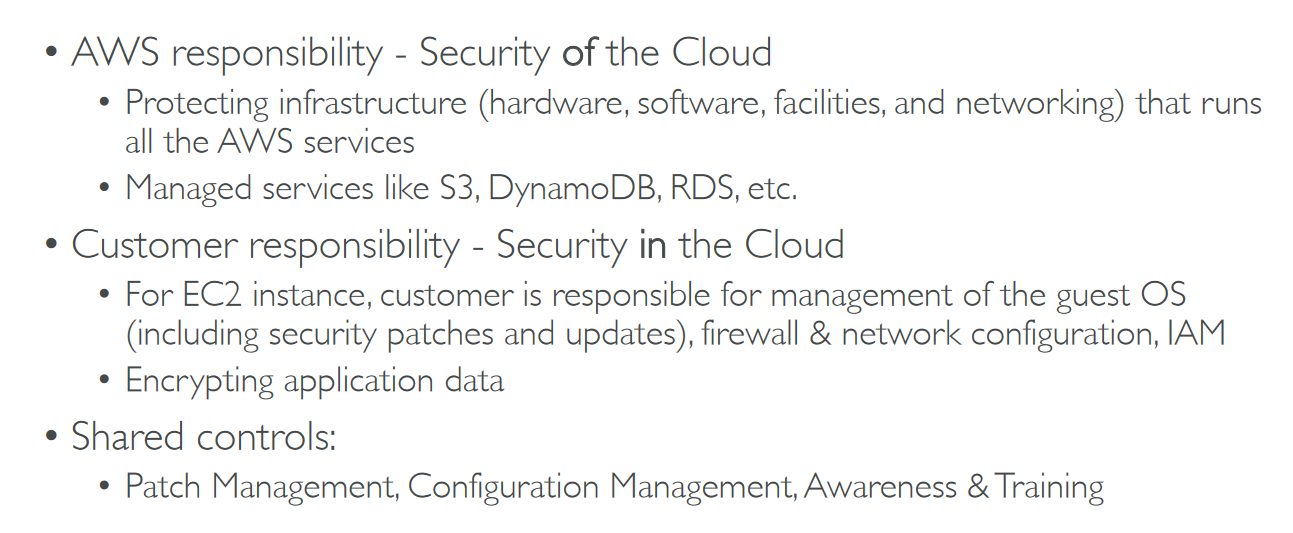 • AWS responsibility - Security of the Cloud
• Protecting infrastructure (hardware, software, facilities, and networking) that runs
all the AWS services
• Managed services like S3, DynamoDB, RDS, etc.
• Customer responsibility - Security in the Cloud
• For EC2 instance, customer is responsible for management of the guest OS
(including security patches and updates), firewall & network configuration, IAM
• Encrypting application data
• Shared controls:
• Patch Management, Configuration Management, Awareness & Training